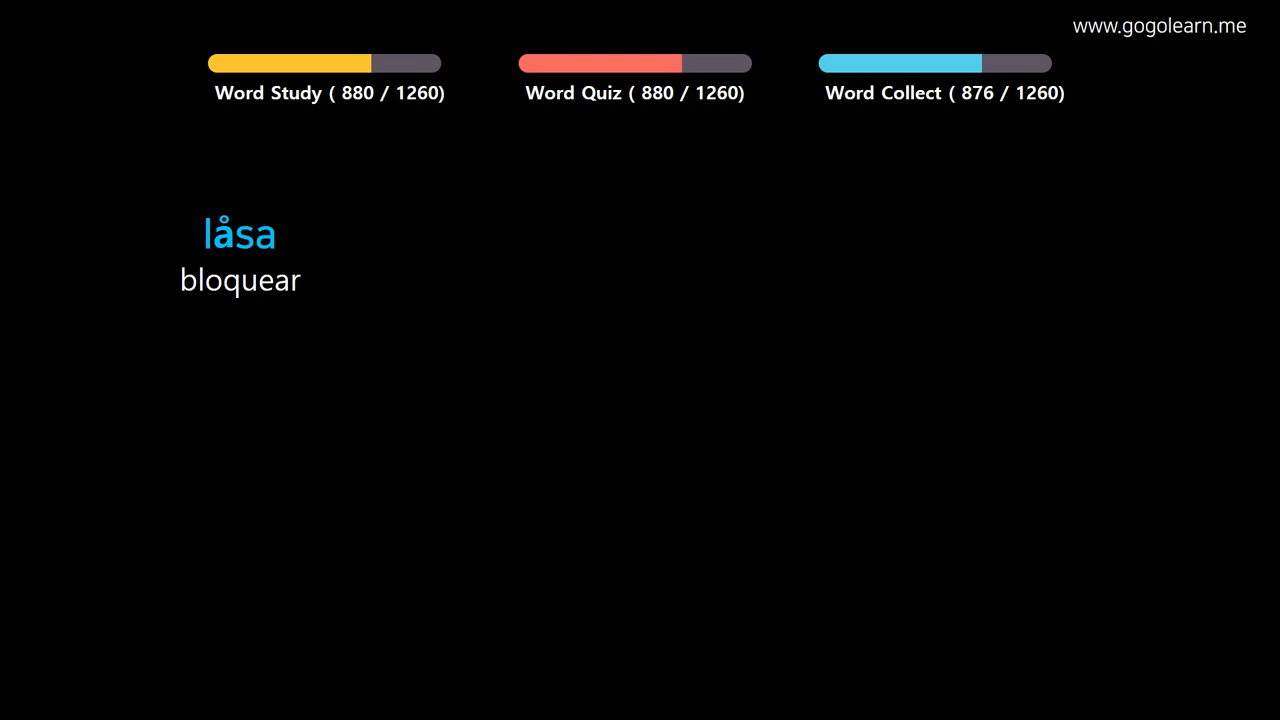 www.gogolearn.me
Word Study ( 880 / 1260)
Word Quiz ( 880 / 1260)
Word Collect ( 876 / 1260)
låsa
bloquear